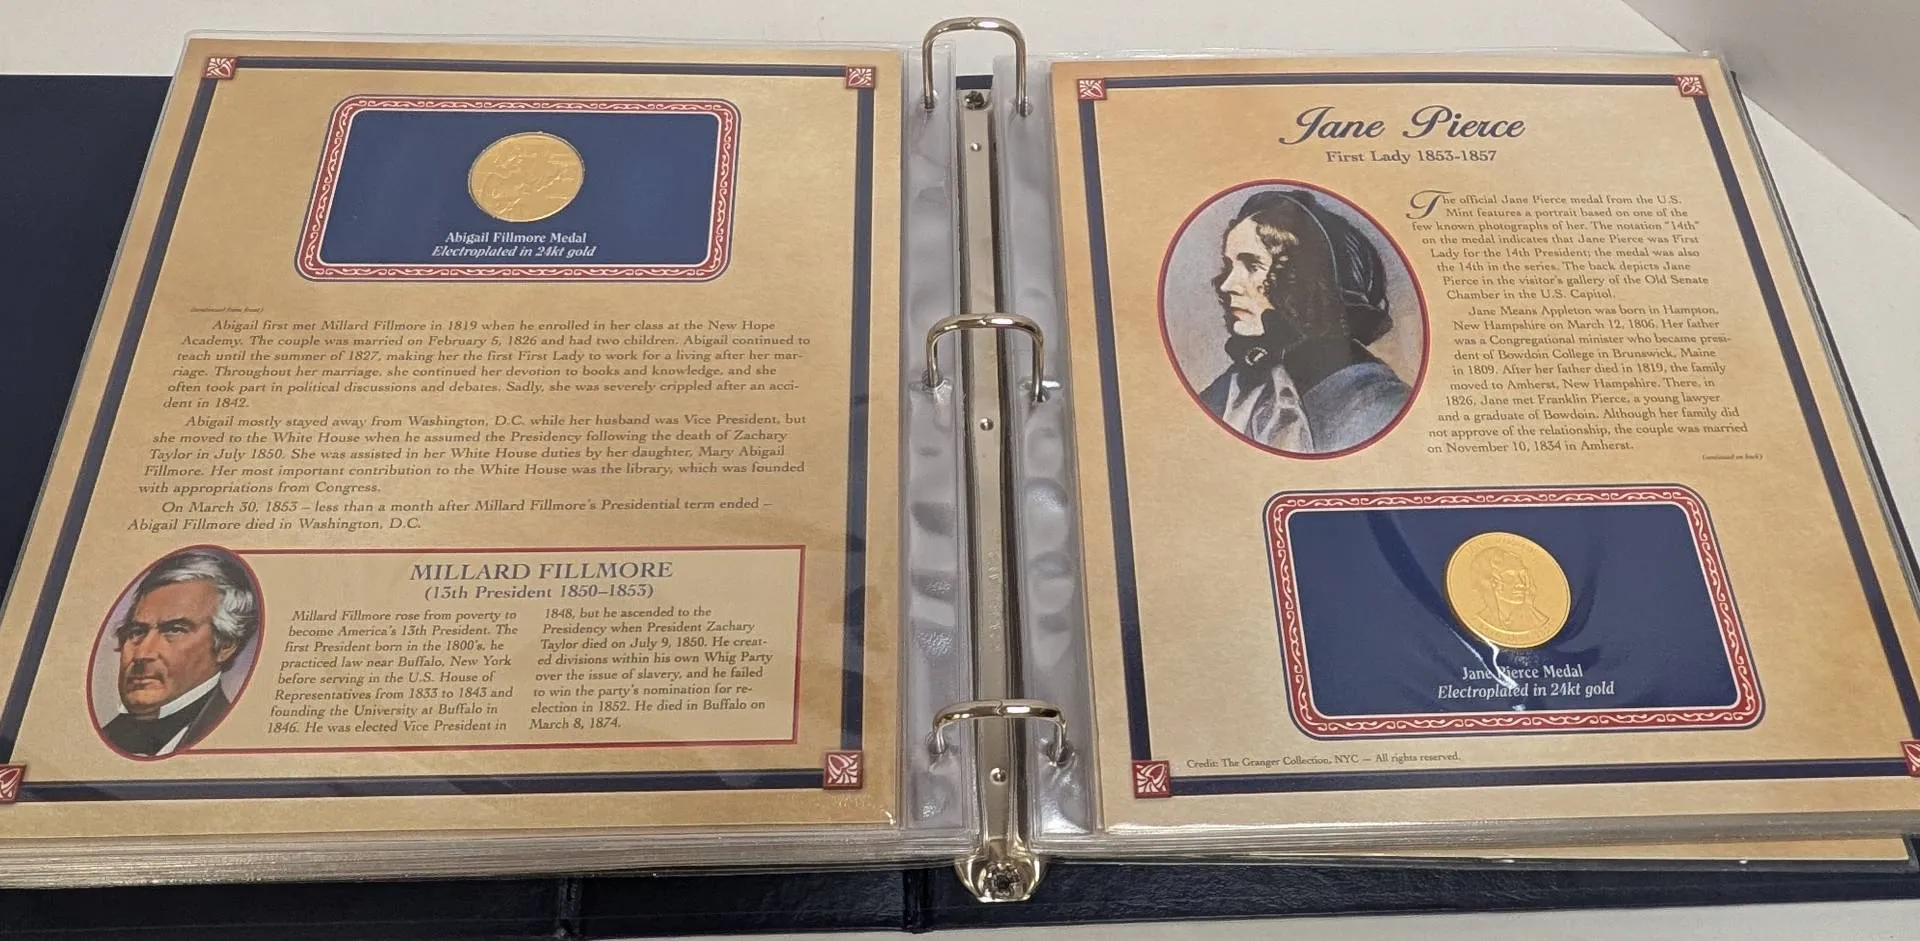 Abigail Fillmore Medal
Electroplated in 24kt gold
(continued from front)
Abigail first met Millard Fillmore in 1819 when he enrolled in her class at the New Hope
Academy. The couple was married on February 5, 1826 and had two children. Abigail continued to
teach until the summer of 1827, making her the first First Lady to work for a living after her mar-
riage. Throughout her marriage, she continued her devotion to books and knowledge, and she
often took part in political discussions and debates. Sadly, she was severely crippled after an acci-
dent in 1842.
Abigail mostly stayed away from Washington, D.C. while her husband was Vice President, but
she moved to the White House when he assumed the Presidency following the death of Zachary
Taylor in July 1850. She was assisted in her White House duties by her daughter, Mary Abigail
Fillmore. Her most important contribution to the White House was the library, which was founded
with appropriations from Congress.
On March 30, 1853 – less than a month after Millard Fillmore's Presidential term ended –
Abigail Fillmore died in Washington, D.C.
MILLARD FILLMORE
(13th President 1850–1853)
Millard Fillmore rose from poverty to
become America's 13th President. The
first President born in the 1800's, he
practiced law near Buffalo, New York
before serving in the U.S. House of
Representatives from 1833 to 1843 and
founding the University at Buffalo in
1846. He was elected Vice President in
1848, but he ascended to the
Presidency when President Zachary
Taylor died on July 9, 1850. He creat-
ed divisions within his own Whig Party
over the issue of slavery, and he failed
to win the party's nomination for re-
election in 1852. He died in Buffalo on
March 8, 1874.
Jane Pierce
First Lady 1853-1857
The official Jane Pierce medal from the U.S.
Mint features a portrait based on one of the
few known photographs of her. The notation "14th"
on the medal indicates that Jane Pierce was First
Lady for the 14th President; the medal was also
the 14th in the series. The back depicts Jane
Pierce in the visitor's gallery of the Old Senate
Chamber in the U.S. Capitol.
Jane Means Appleton was born in Hampton,
New Hampshire on March 12, 1806. Her father
was a Congregational minister who became presi-
dent of Bowdoin College in Brunswick, Maine
in 1809. After her father died in 1819, the family
moved to Amherst, New Hampshire. There, in
1826, Jane met Franklin Pierce, a young lawyer
and a graduate of Bowdoin. Although her family did
not approve of the relationship, the couple was married
on November 10, 1834 in Amherst.
(continued on back)
Jane Pierce Medal
Electroplated in 24kt gold
Credit: The Granger Collection, NYC — All rights reserved.